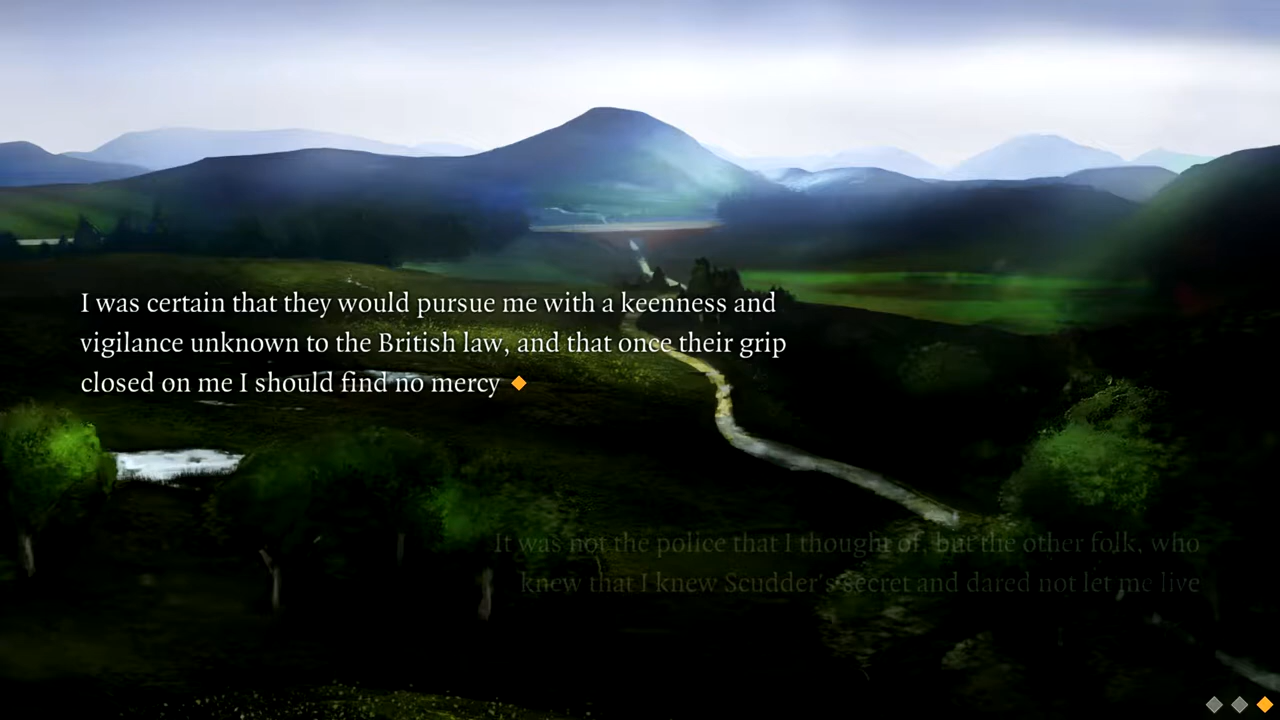 I was certain that they would pursue me with a keenness and
vigilance unknown to the British law, and that once their grip
closed on me I should find no mercy
It was not the police that I thought of, but the other folk, who
knew that I knew Scudder's secret and dared not let me live